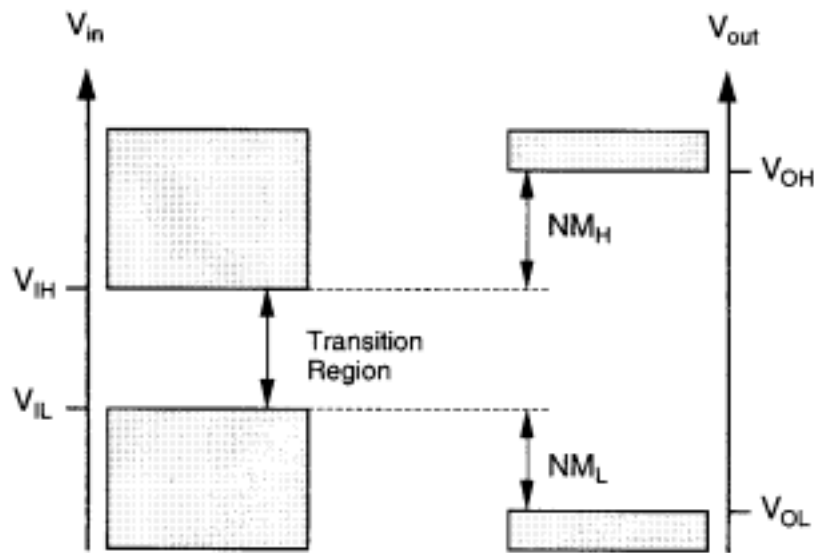 V_in
V_out
V_OH
NM_H
V_IH
Transition
Region
V_IL
NM_L
V_OL